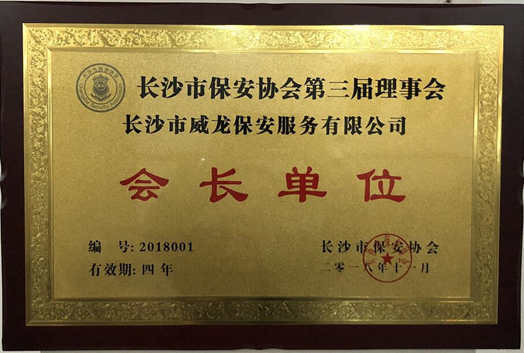 长沙市保安协会第三届理事会
长沙市威龙保安服务有限公司
会长单位
编 号: 2018001
有效期: 四年
长沙市保安协会
二零一八年十一月